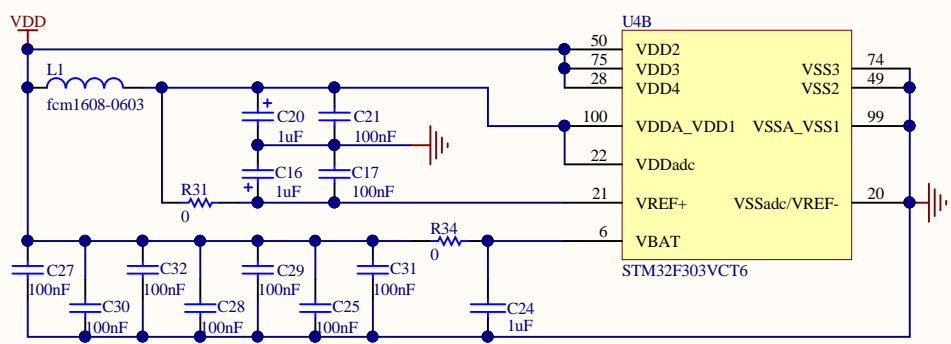 VDD
U4B
50
VDD2
75
VDD3
VSS3
74
28
VDD4
VSS2
49
L1
fcm1608-0603
C20
1uF
C21
100nF
100
VDDA_VDD1
VSSA_VSS1
99
22
VDDadc
C16
1uF
C17
100nF
R31
0
21
VREF+
VSSadc/VREF-
20
R34
0
6
VBAT
STM32F303VCT6
C27
100nF
C32
100nF
C29
100nF
C31
100nF
C30
100nF
C28
100nF
C25
100nF
C24
1uF